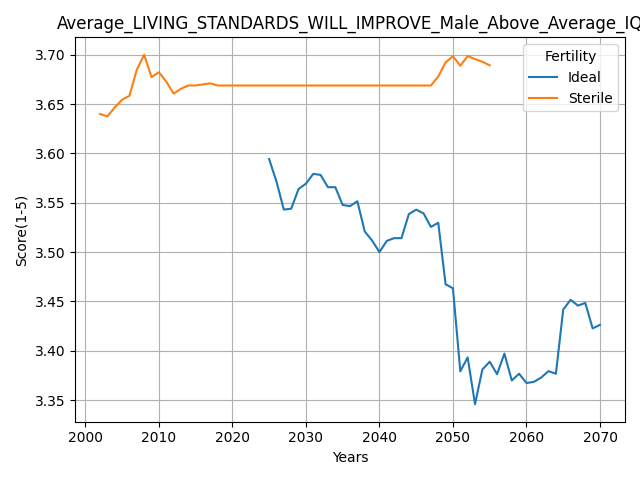 Average_LIVING_STANDARDS_WILL_IMPROVE_Male_Above_Average_IQ
Fertility
Ideal
Sterile
Score(1-5)
3.70
3.65
3.60
3.55
3.50
3.45
3.40
3.35
2000 2010 2020 2030 2040 2050 2060 2070
Years